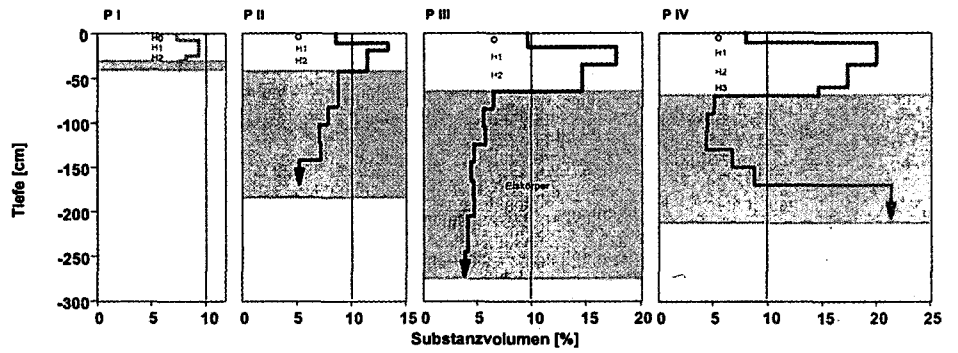 P I
P II
P III
P IV
0
-50
-100
-150
-200
-250
-300
Tiefe [cm]
H0
H1
H2
O
H1
H2
O
H1
H2
Eiskörper
O
H1
H2
H3
0 5 10
0 5 10 15
0 5 10 15
0 5 10 15 20 25
Substanzvolumen [%]